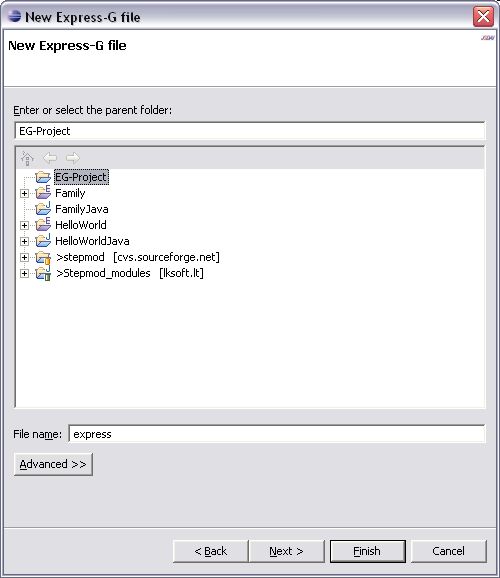 New Express-G file
New Express-G file
Enter or select the parent folder:
EG-Project
EG-Project
Family
FamilyJava
HelloWorld
HelloWorldJava
>stepmod [cvs.sourceforge.net]
>Stepmod_modules [lksoft.lt]
File name: express
Advanced >>
< Back Next > Finish Cancel